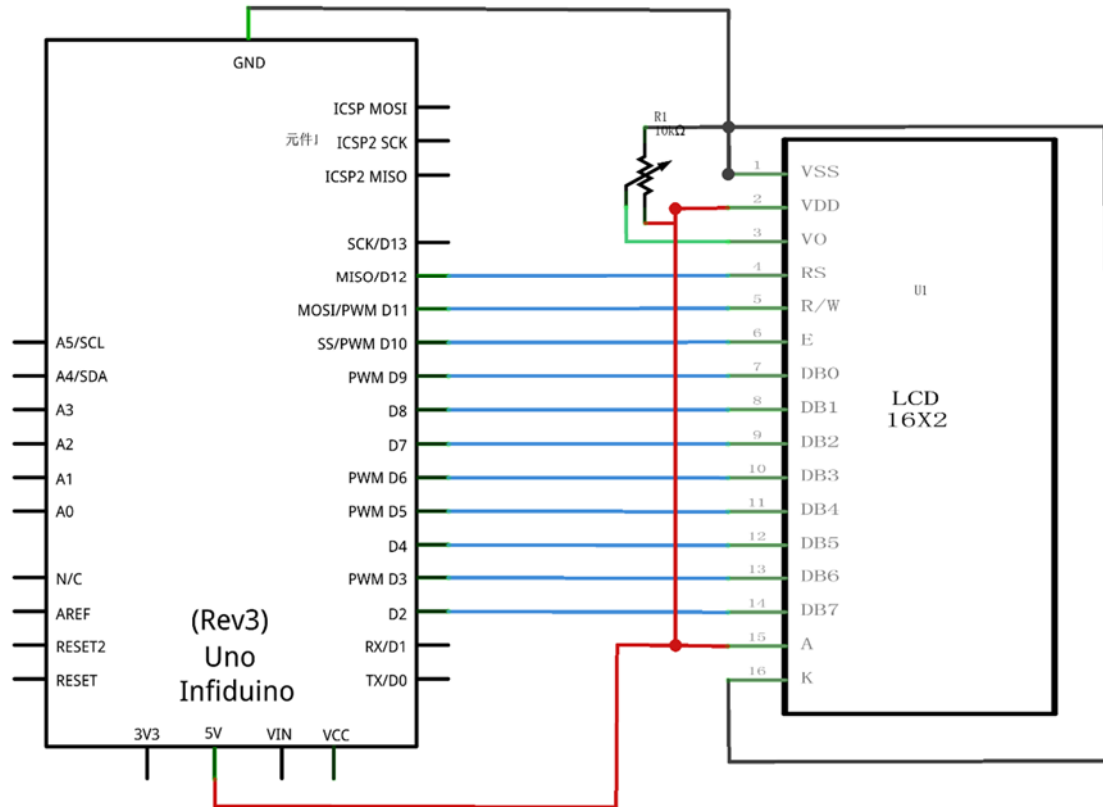 GND
ICSP MOSI
元件1
ICSP2 SCK
ICSP2 MISO
SCK/D13
MISO/D12
MOSI/PWM D11
SS/PWM D10
PWM D9
D8
D7
PWM D6
PWM D5
D4
PWM D3
D2
RX/D1
TX/D0
A5/SCL
A4/SDA
A3
A2
A1
A0
N/C
AREF
RESET2
RESET
(Rev3)
Uno
Infiduino
3V3
5V
VIN
VCC
R1
10kΩ
1 VSS
2 VDD
3 VO
4 RS
5 R/W
6 E
7 DB0
8 DB1
9 DB2
10 DB3
11 DB4
12 DB5
13 DB6
14 DB7
15 A
16 K
U1
LCD
16X2